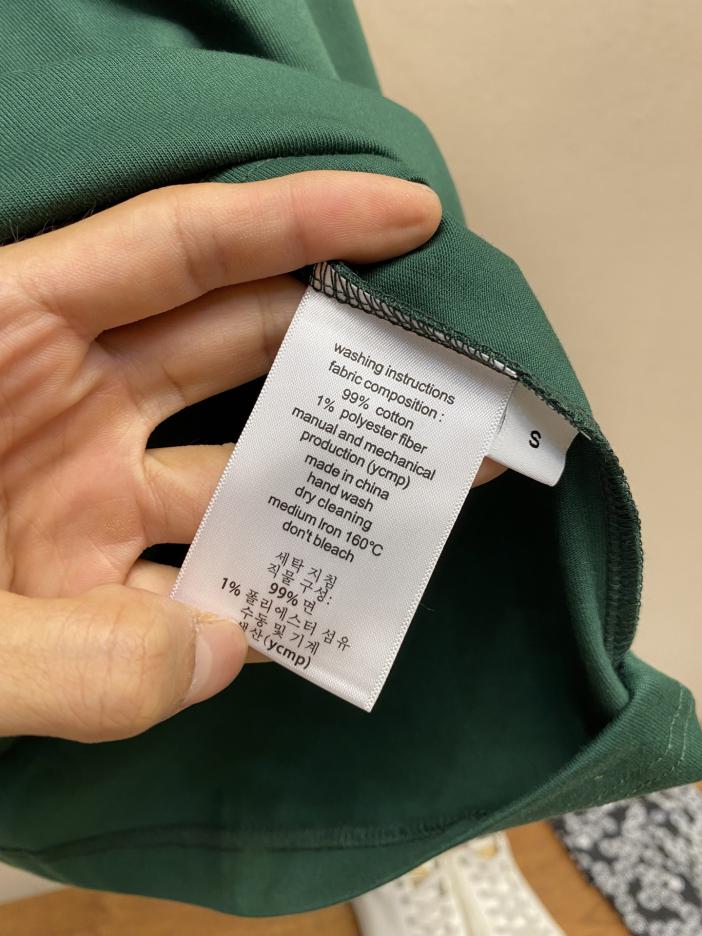 washing instructions
fabric composition :
99% cotton
1% polyester fiber
manual and mechanical
production (ycmp)
made in china
hand wash
dry cleaning
medium Iron 160°C
don't bleach
세탁 지침
직물 구성:
99% 면
1% 폴리에스터 섬유
수동 및 기계
(ycmp)
S